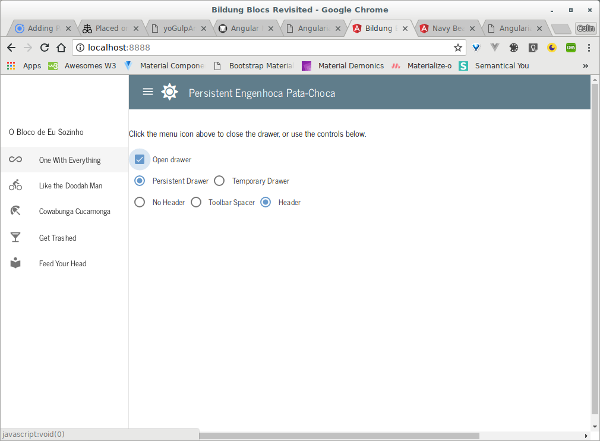 Bildung Blocs Revisited - Google Chrome
Adding P
Placed o
yoGulpA
Angular
Angular
Bildung
Navy Be
Angular
Colin
localhost:8888
Apps
Awesomes W3
Material Compone
Bootstrap Material
Material Demonics
Materialize-o
Semantical You
»
Persistent Engenhoca Pata-Choca
O Bloco de Eu Sozinho
One With Everything
Like the Doodah Man
Cowabunga Cucamonga
Get Trashed
Feed Your Head
Click the menu icon above to close the drawer, or use the controls below.
Open drawer
Persistent Drawer Temporary Drawer
No Header Toolbar Spacer Header
javascript:void(0)